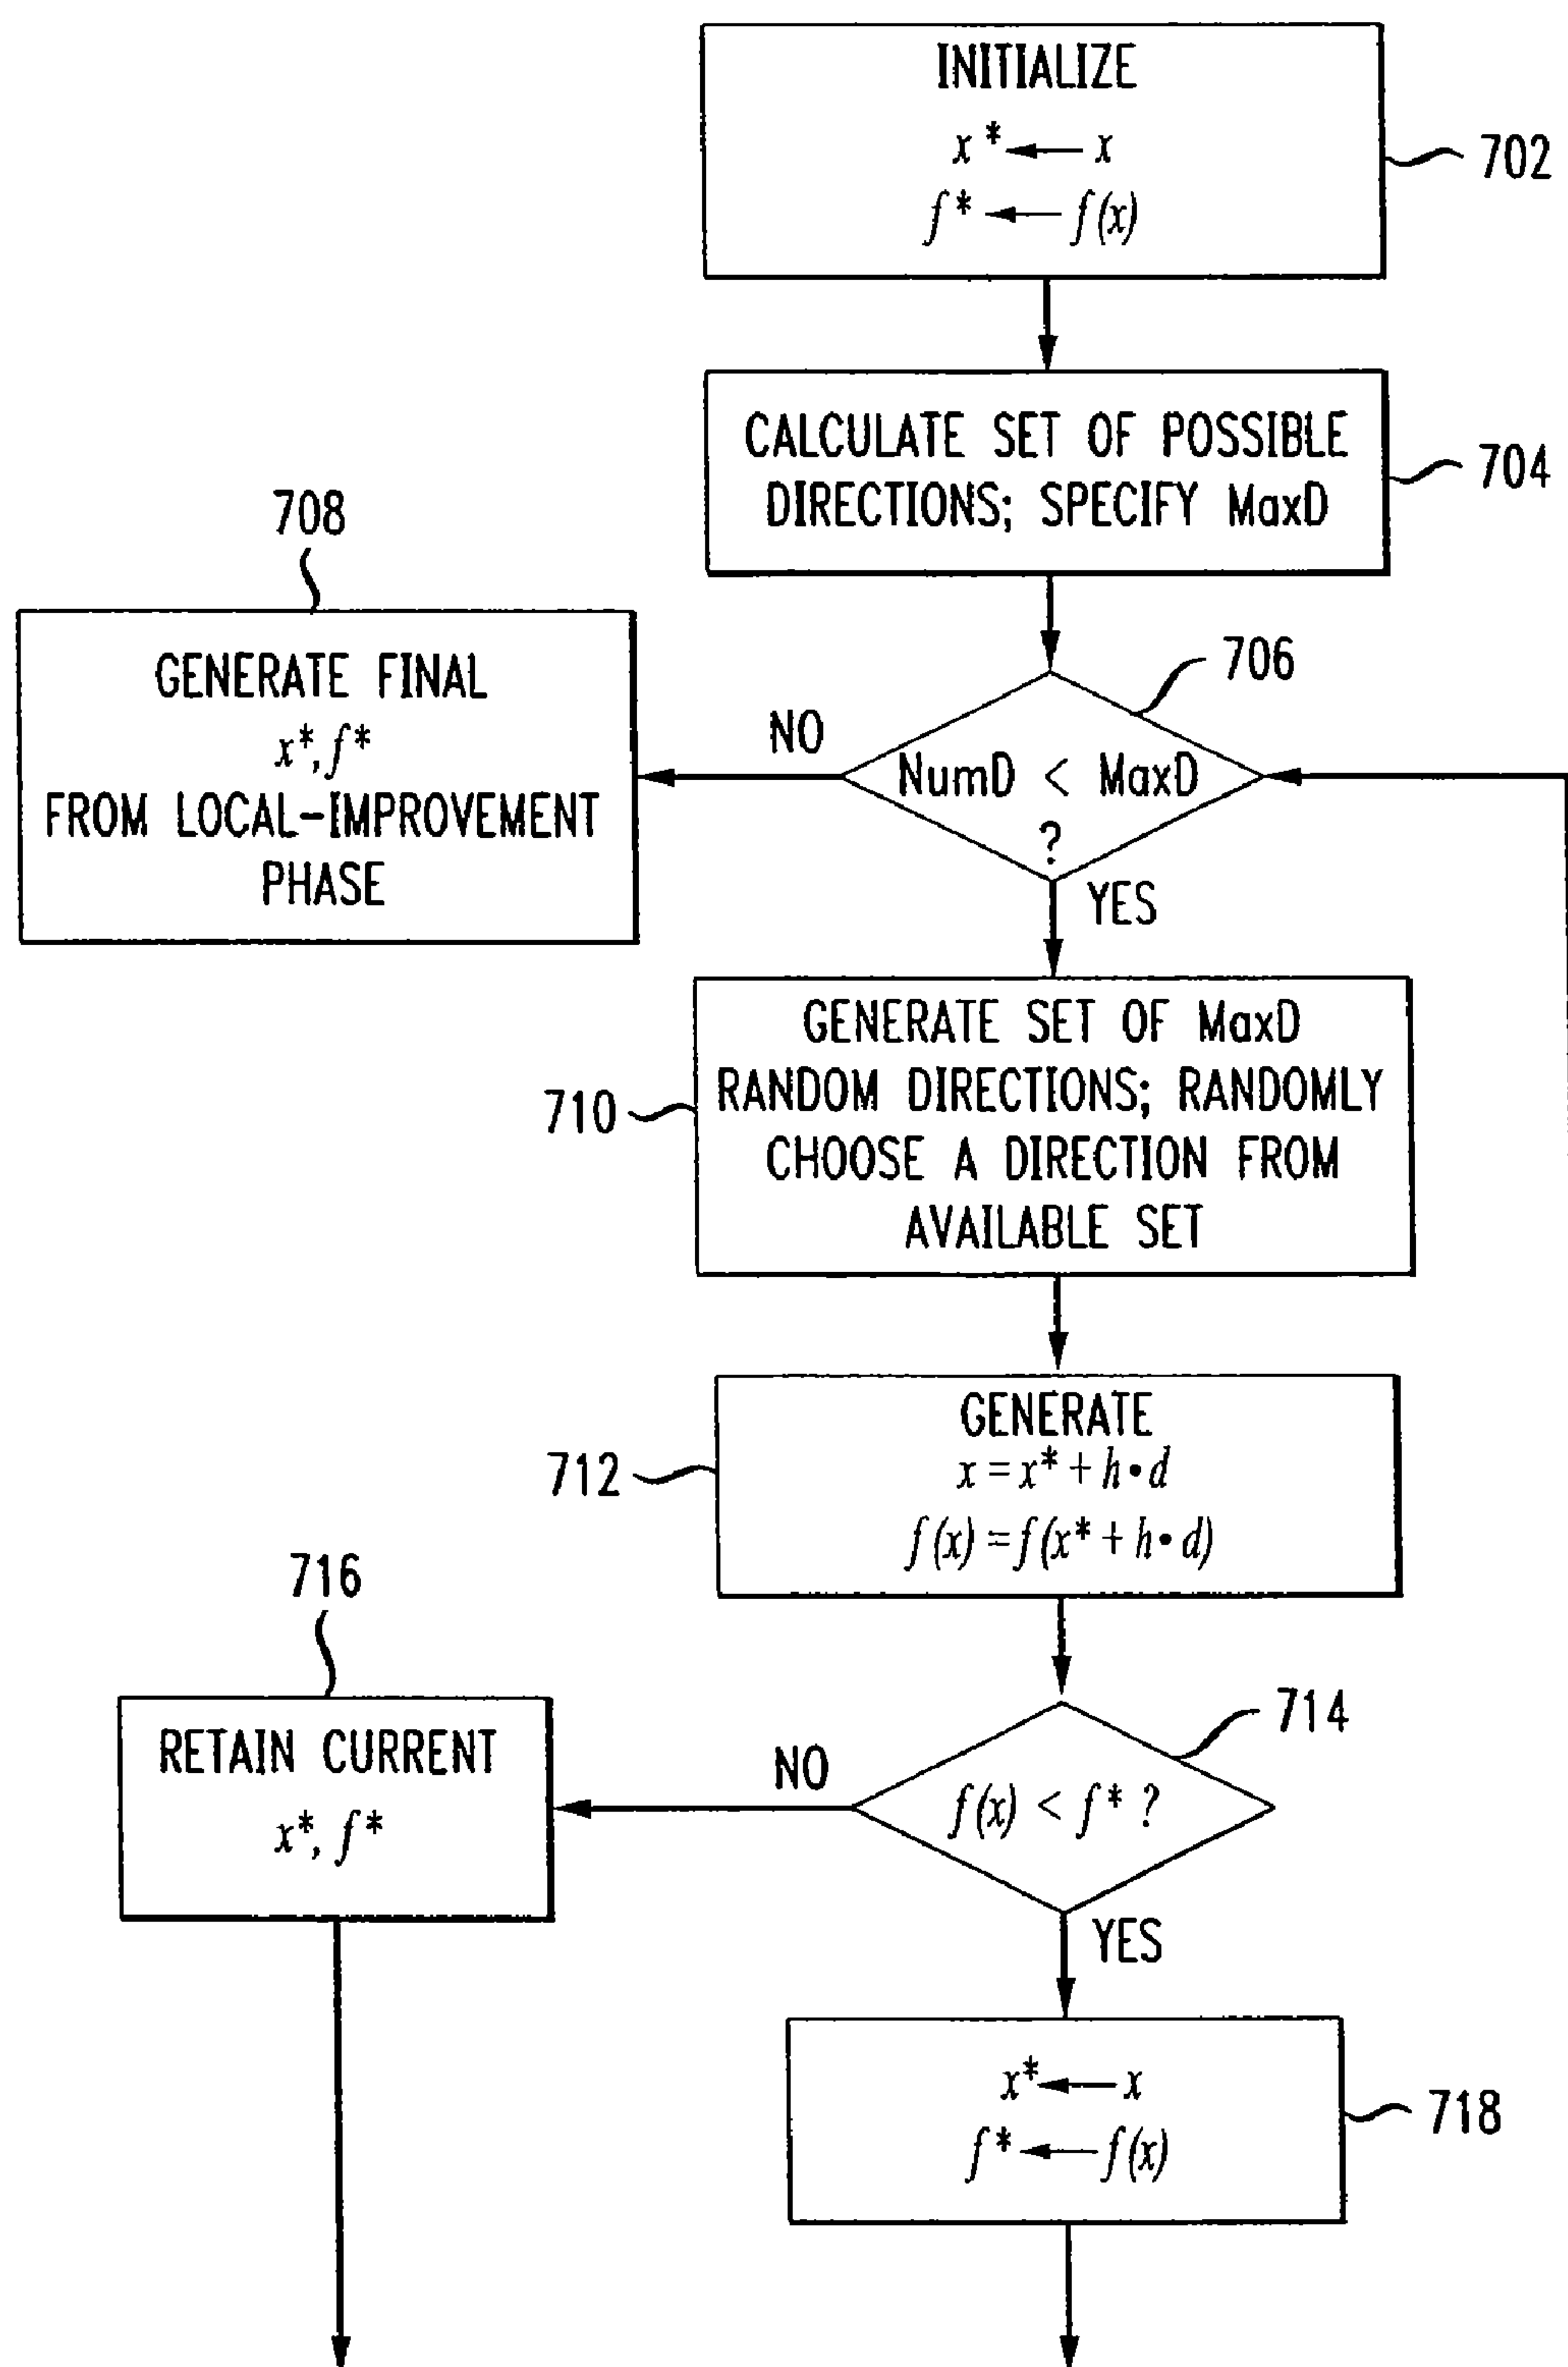 INITIALIZE
x* ← x
f* ← f(x)
702
CALCULATE SET OF POSSIBLE
DIRECTIONS; SPECIFY MaxD
704
708
GENERATE FINAL
x*, f*
FROM LOCAL-IMPROVEMENT
PHASE
706
NO
NumD < MaxD
?
YES
GENERATE SET OF MaxD
RANDOM DIRECTIONS; RANDOMLY
CHOOSE A DIRECTION FROM
AVAILABLE SET
710
GENERATE
x = x* + h•d
f(x) = f(x* + h•d)
712
716
RETAIN CURRENT
x*, f*
714
NO
f(x) < f* ?
YES
x* ← x
f* ← f(x)
718